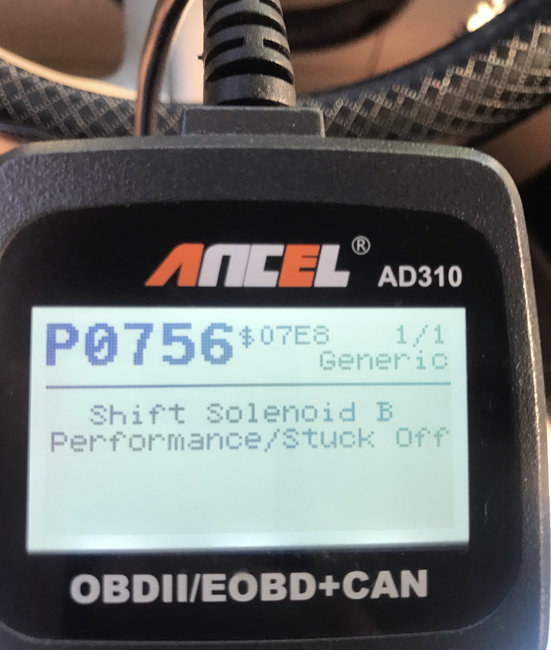 ANCEL® AD310
P0756 $07E8 1/1
Generic
Shift Solenoid B
Performance/Stuck Off
OBDII/EOBD+CAN